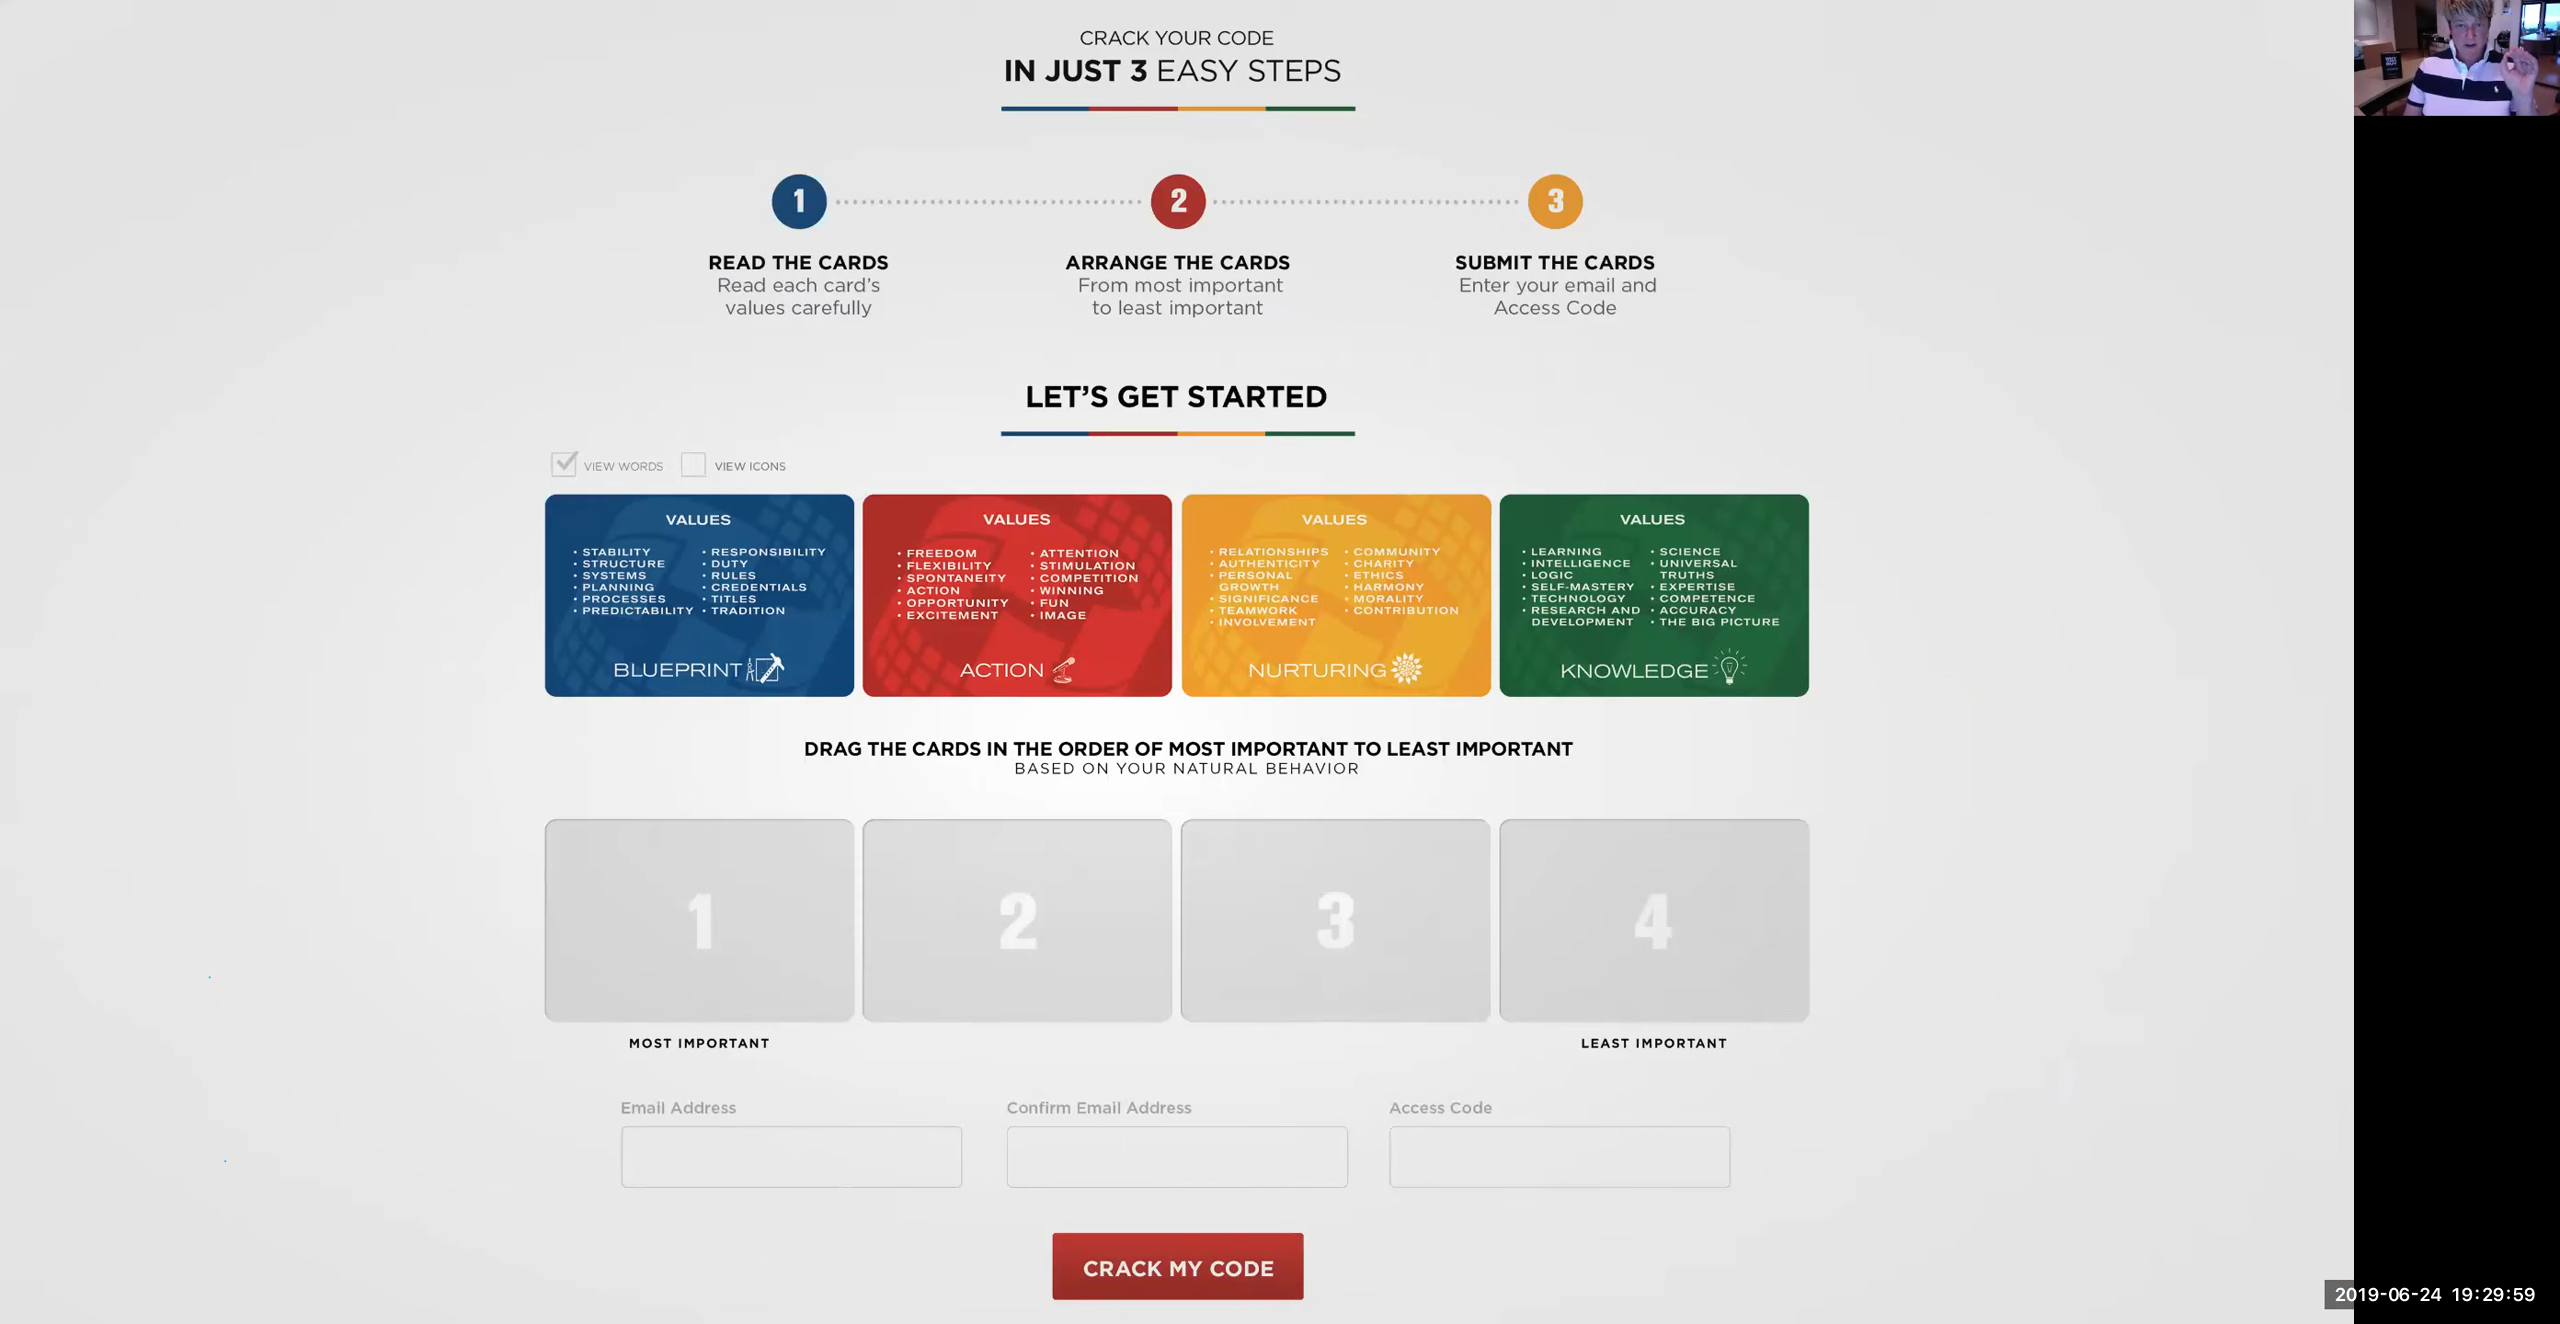 CRACK YOUR CODE
IN JUST 3 EASY STEPS
1
2
3
READ THE CARDS
Read each card's
values carefully
ARRANGE THE CARDS
From most important
to least important
SUBMIT THE CARDS
Enter your email and
Access Code
LET'S GET STARTED
VIEW WORDS
VIEW ICONS
VALUES
• STABILITY
• STRUCTURE
• SYSTEMS
• PLANNING
• PROCESSES
• PREDICTABILITY
• RESPONSIBILITY
• DUTY
• RULES
• CREDENTIALS
• TITLES
• TRADITION
BLUEPRINT
VALUES
• FREEDOM
• FLEXIBILITY
• SPONTANEITY
• ACTION
• OPPORTUNITY
• EXCITEMENT
• ATTENTION
• STIMULATION
• COMPETITION
• WINNING
• FUN
• IMAGE
ACTION
VALUES
• RELATIONSHIPS
• AUTHENTICITY
• PERSONAL
GROWTH
• SIGNIFICANCE
• TEAMWORK
• INVOLVEMENT
• COMMUNITY
• CHARITY
• ETHICS
• HARMONY
• MORALITY
• CONTRIBUTION
NURTURING
VALUES
• LEARNING
• INTELLIGENCE
• LOGIC
• SELF-MASTERY
• TECHNOLOGY
• RESEARCH AND
DEVELOPMENT
• SCIENCE
• UNIVERSAL
TRUTHS
• EXPERTISE
• COMPETENCE
• ACCURACY
• THE BIG PICTURE
KNOWLEDGE
DRAG THE CARDS IN THE ORDER OF MOST IMPORTANT TO LEAST IMPORTANT
BASED ON YOUR NATURAL BEHAVIOR
1
2
3
4
MOST IMPORTANT
LEAST IMPORTANT
Email Address
Confirm Email Address
Access Code
CRACK MY CODE
2019-06-24 19:29:59